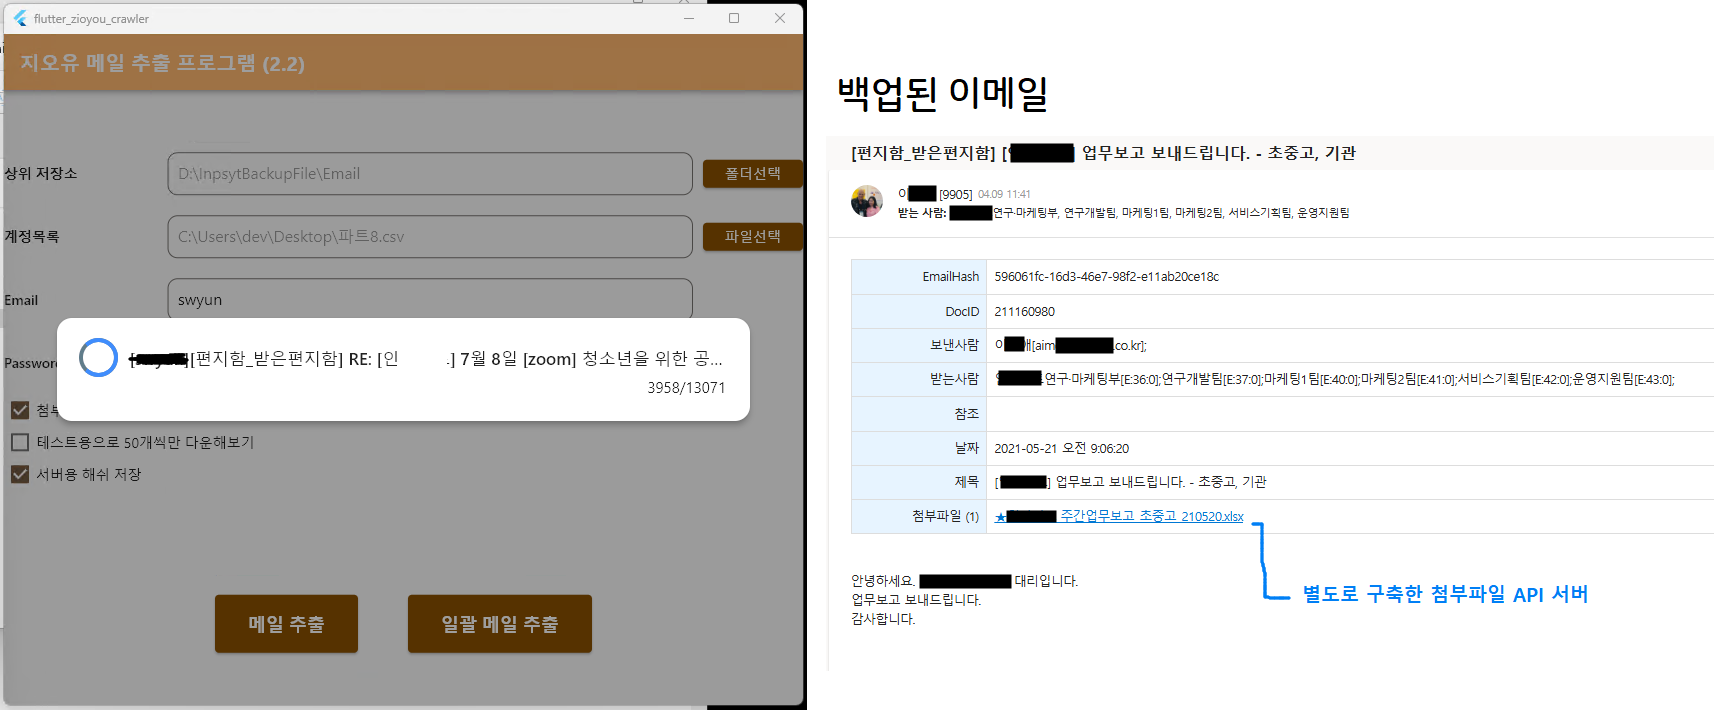 flutter_zioyou_crawler
지오유 메일 추출 프로그램 (2.2)
상위 저장소
D:\InpsytBackupFile\Email
폴더선택
계정목록
C:\Users\dev\Desktop\파트8.csv
파일선택
Email
swyun
Password
[편지함_받은편지함] RE: [인 .] 7월 8일 [zoom] 청소년을 위한 공...
3958/13071
첨부
테스트용으로 50개씩만 다운해보기
서버용 해쉬 저장
메일 추출
일괄 메일 추출
백업된 이메일
[편지함_받은편지함] [ ] 업무보고 보내드립니다. - 초중고, 기관
이 [9905] 04.09 11:41
받는 사람: 연구·마케팅부, 연구개발팀, 마케팅1팀, 마케팅2팀, 서비스기획팀, 운영지원팀
EmailHash 596061fc-16d3-46e7-98f2-e11ab20ce18c
DocID 211160980
보낸사람 이 [aim .co.kr];
받는사람 연구·마케팅부[E:36:0];연구개발팀[E:37:0];마케팅1팀[E:40:0];마케팅2팀[E:41:0];서비스기획팀[E:42:0];운영지원팀[E:43:0];
참조
날짜 2021-05-21 오전 9:06:20
제목 [ ] 업무보고 보내드립니다. - 초중고, 기관
첨부파일 (1) ★ 주간업무보고_초중고_210520.xlsx
별도로 구축한 첨부파일 API 서버
안녕하세요. 대리입니다.
업무보고 보내드립니다.
감사합니다.